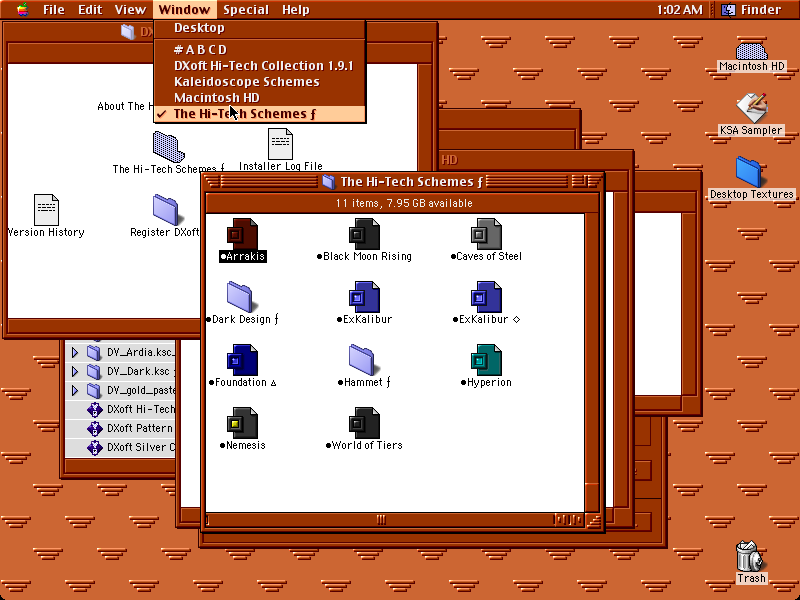 File Edit View Window Special Help 1:02 AM Finder
Desktop
# A B C D
DXoft Hi-Tech Collection 1.9.1
Kaleidoscope Schemes
Macintosh HD
✓ The Hi-Tech Schemes ƒ
DX
About The H
The Hi-Tech Schemes ƒ
Installer Log File
Version History
Register DXoft
HD
The Hi-Tech Schemes ƒ
11 items, 7.95 GB available
•Arrakis
•Black Moon Rising
•Caves of Steel
•Dark Design ƒ
•ExKalibur
•ExKalibur ◇
•Foundation ▵
•Hammet ƒ
•Hyperion
•Nemesis
•World of Tiers
DV_Ardia.ksc
DV_Dark.ksc
DV_gold_paste
DXoft Hi-Tech
DXoft Pattern
DXoft Silver C
Macintosh HD
KSA Sampler
Desktop Textures
Trash